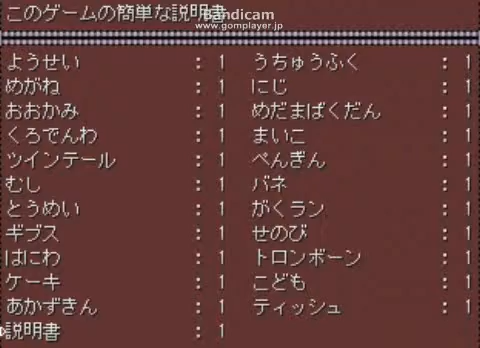 このゲームの簡単な説明書
bandicam
www.gomplayer.jp
ようせい : 1 うちゅうふく : 1
めがね : 1 にじ : 1
おおかみ : 1 めだまばくだん : 1
くろでんわ : 1 まいこ : 1
ツインテール : 1 ぺんぎん : 1
むし : 1 バネ : 1
とうめい : 1 がくラン : 1
ギブス : 1 せのび : 1
はにわ : 1 トロンボーン : 1
ケーキ : 1 こども : 1
あかずきん : 1 ティッシュ : 1
説明書 : 1